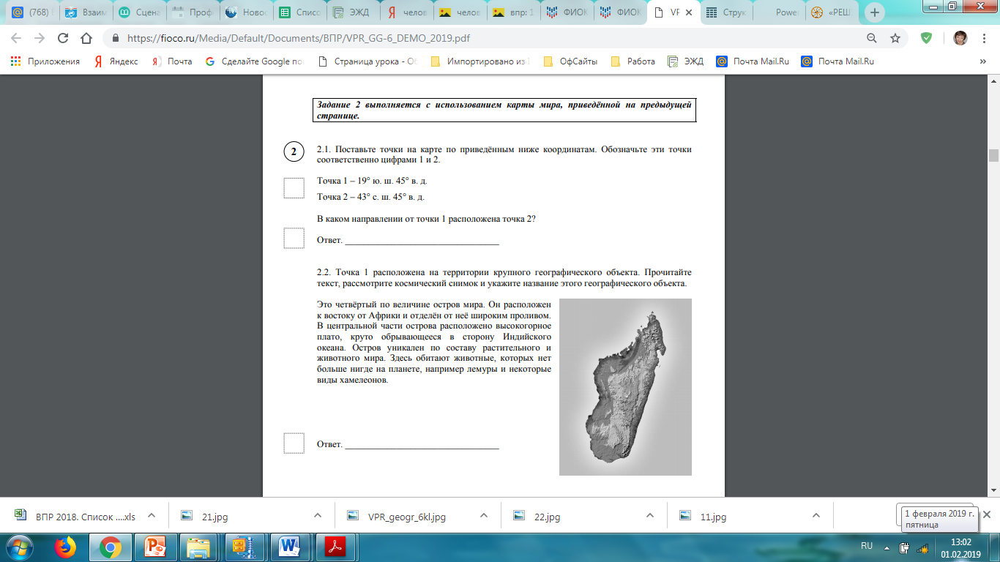 (768)
Взаим
Сцена
Проф
Новос
Список
ЭЖД
челов
челов
впр: 1
ФИОК
ФИОК
VP
Струк
Power
«РЕШ
https://fioco.ru/Media/Default/Documents/ВПР/VPR_GG-6_DEMO_2019.pdf
Приложения
Яндекс
Почта
Сделайте Google по
Страница урока - Об
Импортировано из I
ОфСайты
Работа
ЭЖД
Почта Mail.Ru
Почта Mail.Ru
Задание 2 выполняется с использованием карты мира, приведённой на предыдущей
странице.
2
2.1. Поставьте точки на карте по приведённым ниже координатам. Обозначьте эти точки
соответственно цифрами 1 и 2.
Точка 1 – 19° ю. ш. 45° в. д.
Точка 2 – 43° с. ш. 45° в. д.
В каком направлении от точки 1 расположена точка 2?
Ответ. ___________________________________
2.2. Точка 1 расположена на территории крупного географического объекта. Прочитайте
текст, рассмотрите космический снимок и укажите название этого географического объекта.
Это четвёртый по величине остров мира. Он расположен
к востоку от Африки и отделён от неё широким проливом.
В центральной части острова расположено высокогорное
плато, круто обрывающееся в сторону Индийского
океана. Остров уникален по составу растительного и
животного мира. Здесь обитают животные, которых нет
больше нигде на планете, например лемуры и некоторые
виды хамелеонов.
Ответ. ___________________________________
ВПР 2018. Список ....xls
21.jpg
VPR_geogr_6kl.jpg
22.jpg
11.jpg
1 февраля 2019 г.
пятница
RU
13:02
01.02.2019